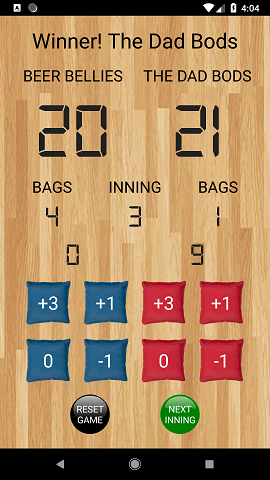 4:04
Winner! The Dad Bods
BEER BELLIES THE DAD BODS
20 21
BAGS INNING BAGS
4 3 1
0 9
+3 +1 +3 +1
0 -1 0 -1
RESET NEXT
GAME INNING